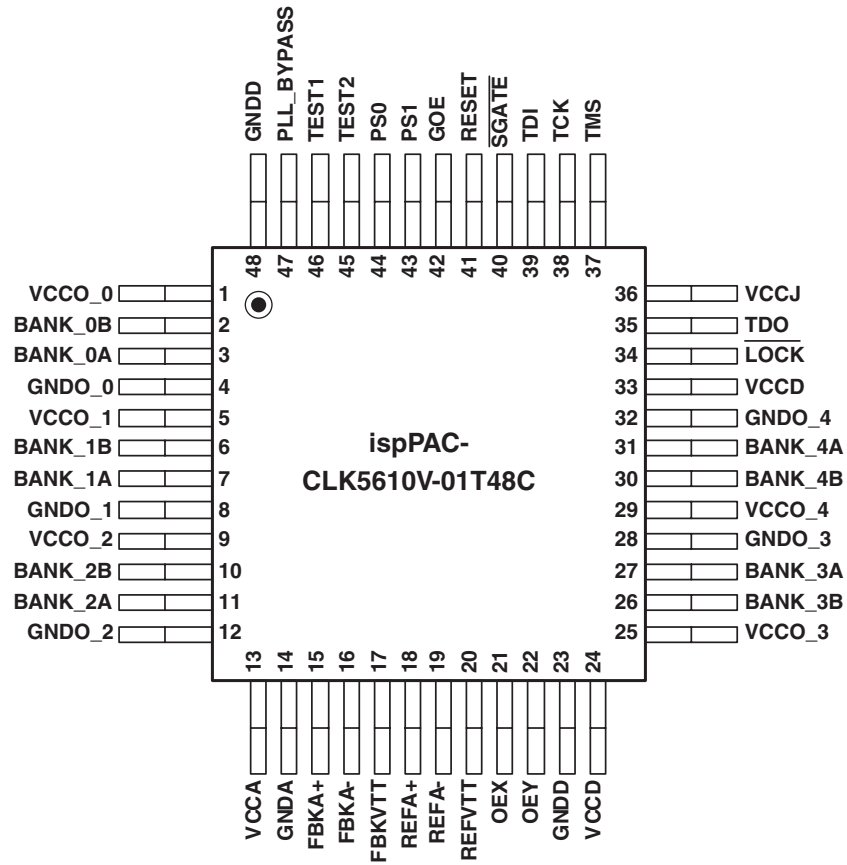 GNDD
PLL_BYPASS
TEST1
TEST2
PS0
PS1
GOE
RESET
SGATE
TDI
TCK
TMS
48
47
46
45
44
43
42
41
40
39
38
37
VCCO_0 1
BANK_0B 2
BANK_0A 3
GNDO_0 4
VCCO_1 5
BANK_1B 6
BANK_1A 7
GNDO_1 8
VCCO_2 9
BANK_2B 10
BANK_2A 11
GNDO_2 12
ispPAC-
CLK5610V-01T48C
36 VCCJ
35 TDO
34 LOCK
33 VCCD
32 GNDO_4
31 BANK_4A
30 BANK_4B
29 VCCO_4
28 GNDO_3
27 BANK_3A
26 BANK_3B
25 VCCO_3
13
14
15
16
17
18
19
20
21
22
23
24
VCCA
GNDA
FBKA+
FBKA-
FBKVTT
REFA+
REFA-
REFVTT
OEX
OEY
GNDD
VCCD